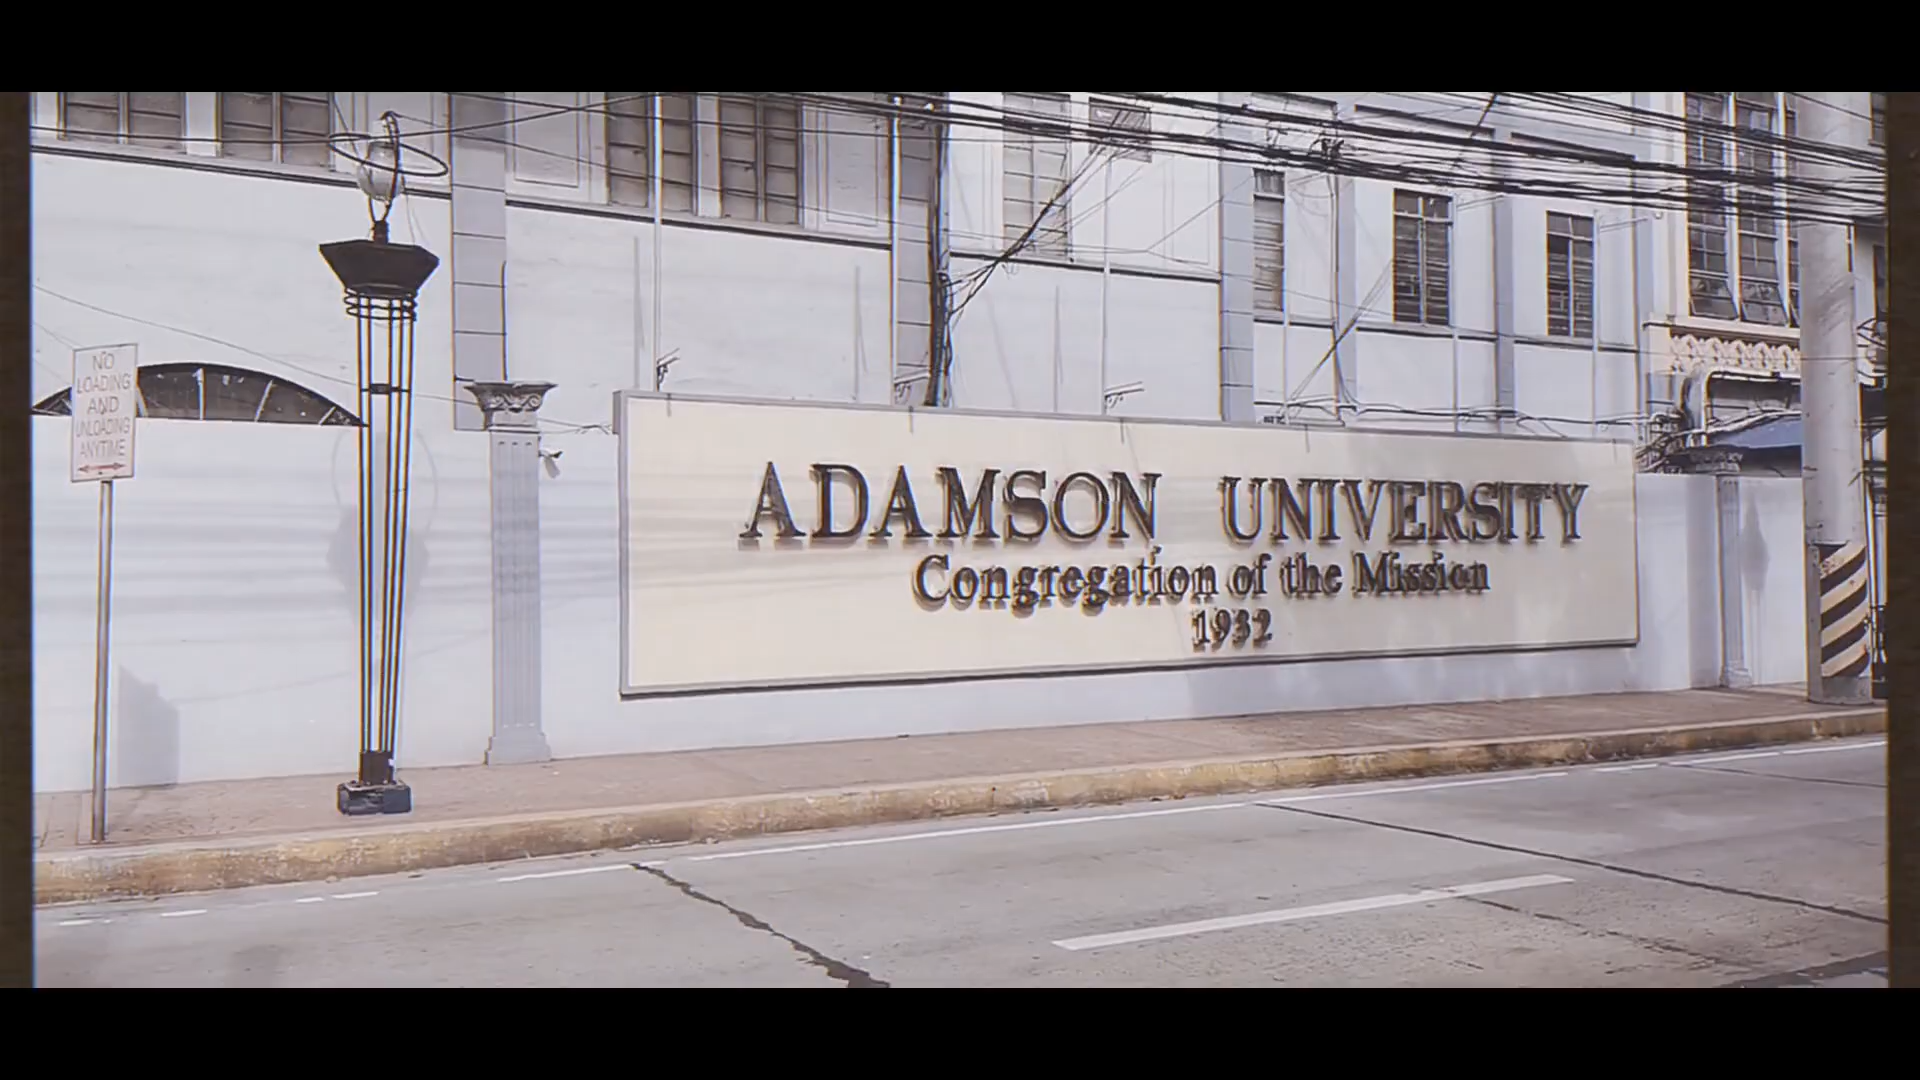 NO
LOADING
AND
UNLOADING
ANYTIME
ADAMSON UNIVERSITY
Congregation of the Mission
1932